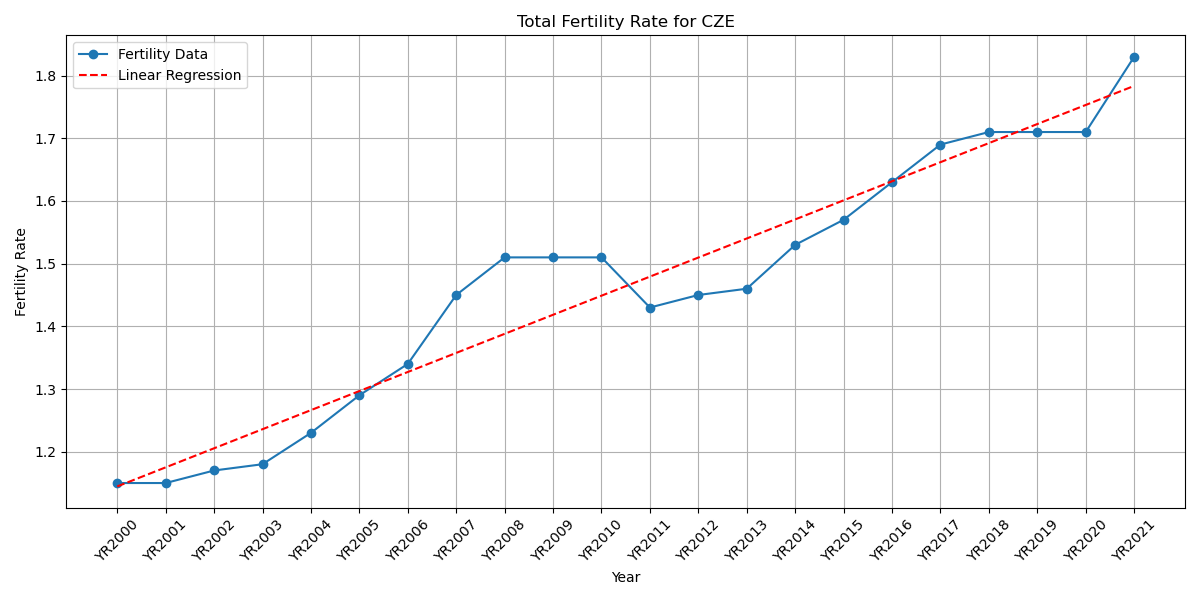 Total Fertility Rate for CZE
Fertility Data
Linear Regression
Fertility Rate
1.8
1.7
1.6
1.5
1.4
1.3
1.2
YR2000
YR2001
YR2002
YR2003
YR2004
YR2005
YR2006
YR2007
YR2008
YR2009
YR2010
YR2011
YR2012
YR2013
YR2014
YR2015
YR2016
YR2017
YR2018
YR2019
YR2020
YR2021
Year